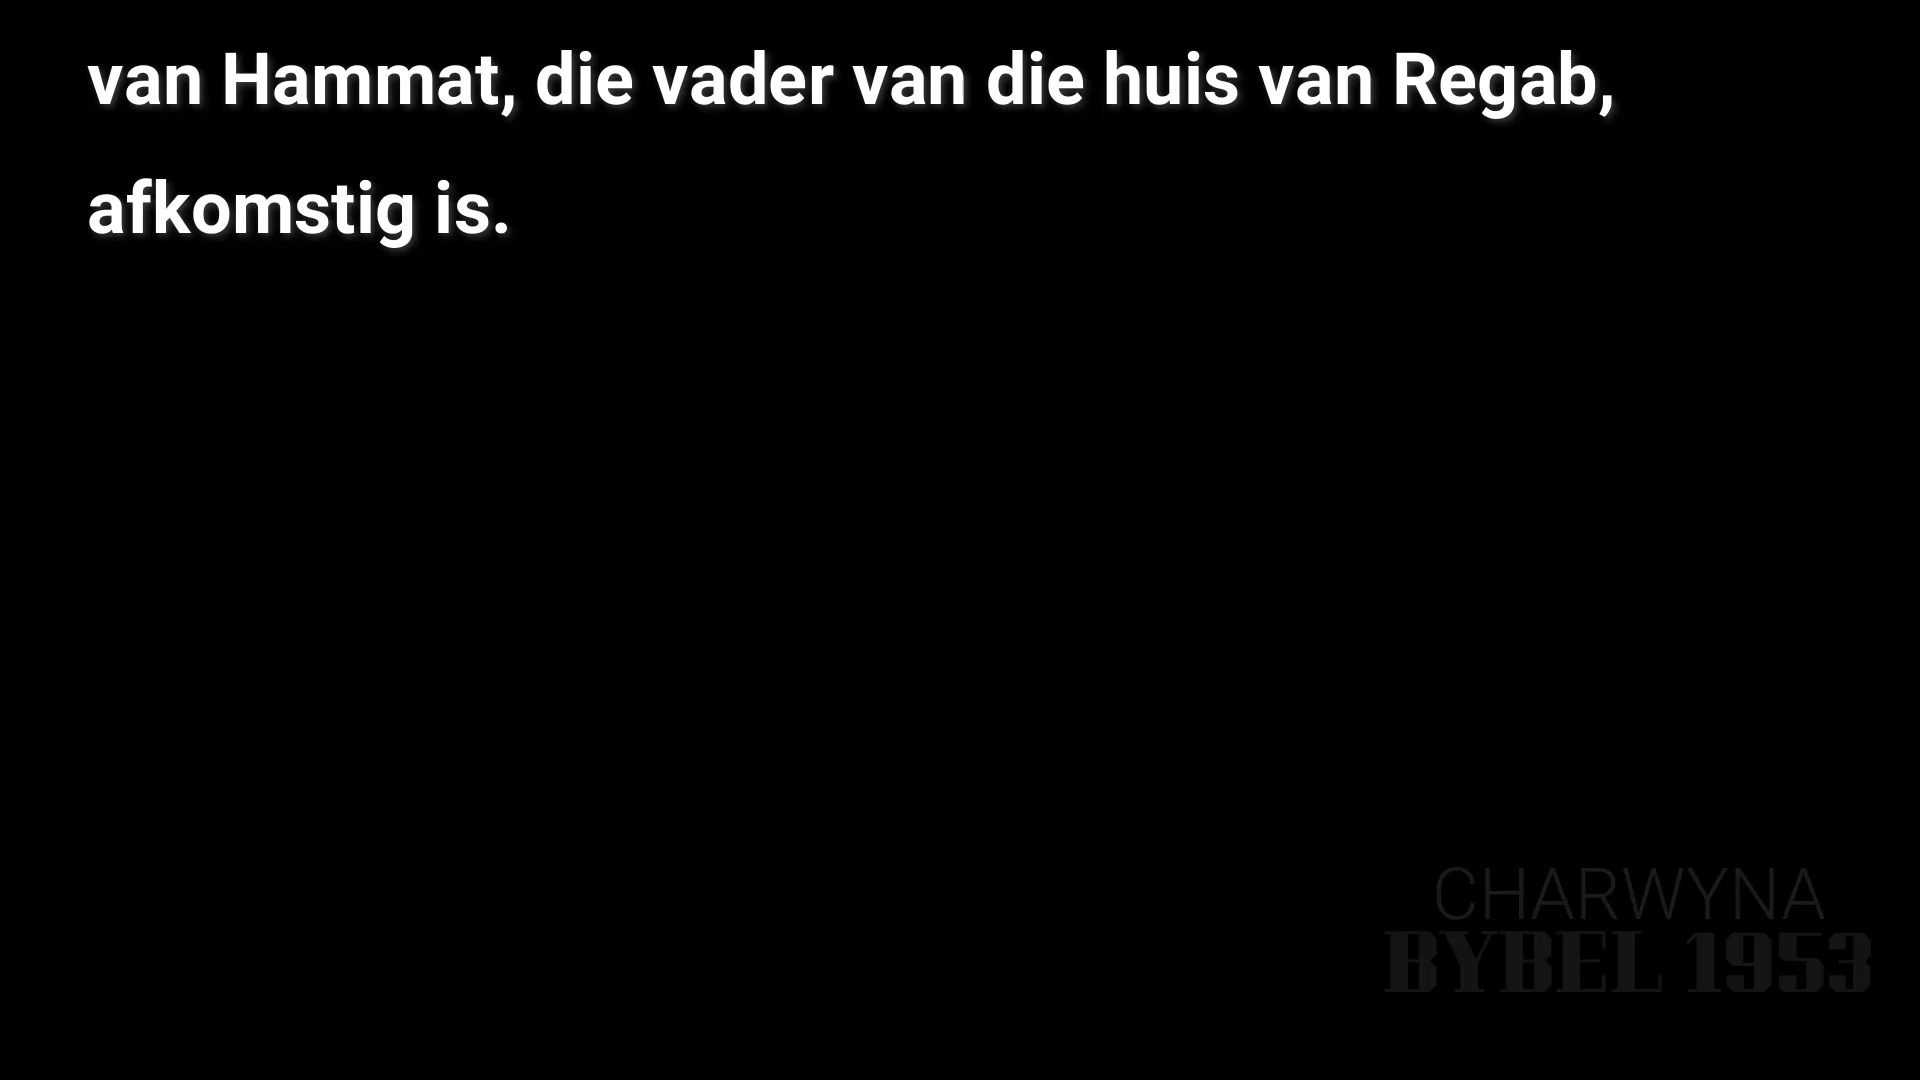 van Hammat, die vader van die huis van Regab,
afkomstig is.
CHARWYNA
BYBEL 1953